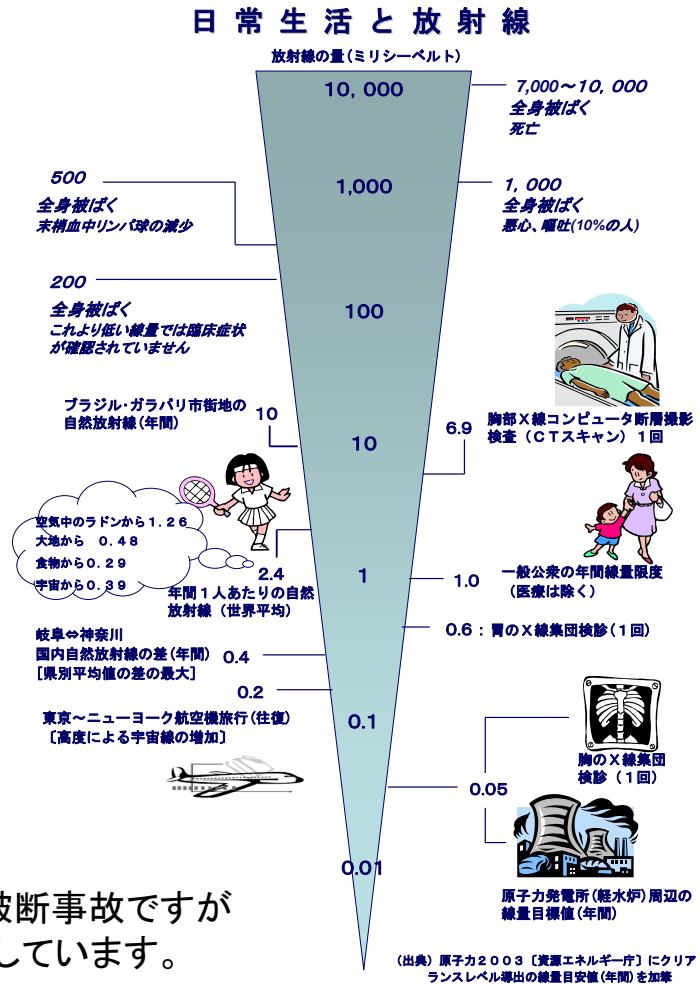 日常生活と放射線
放射線の量(ミリシーベルト)
10,000
7,000～10,000
全身被ばく
死亡
500
全身被ばく
末梢血中リンパ球の減少
1,000
1,000
全身被ばく
悪心、嘔吐(10%の人)
200
全身被ばく
これより低い線量では臨床症状
が確認されていません
100
ブラジル・ガラパリ市街地の
自然放射線(年間)
10
10
6.9
胸部X線コンピュータ断層撮影
検査(CTスキャン)1回
空気中のラドンから1.26
大地から 0.48
食物から0.29
宇宙から0.39
2.4
年間1人あたりの自然
放射線(世界平均)
1
1.0
一般公衆の年間線量限度
(医療は除く)
0.6:胃のX線集団検診(1回)
岐阜⇔神奈川
国内自然放射線の差(年間)
[県別平均値の差の最大]
0.4
0.2
東京～ニューヨーク航空機旅行(往復)
〔高度による宇宙線の増加〕
0.1
胸のX線集団
検診(1回)
0.05
0.01
原子力発電所(軽水炉)周辺の
線量目標値(年間)
破断事故ですが
しています。
(出典)原子力2003〔資源エネルギー庁〕にクリア
ランスレベル導出の線量目安値(年間)を加筆